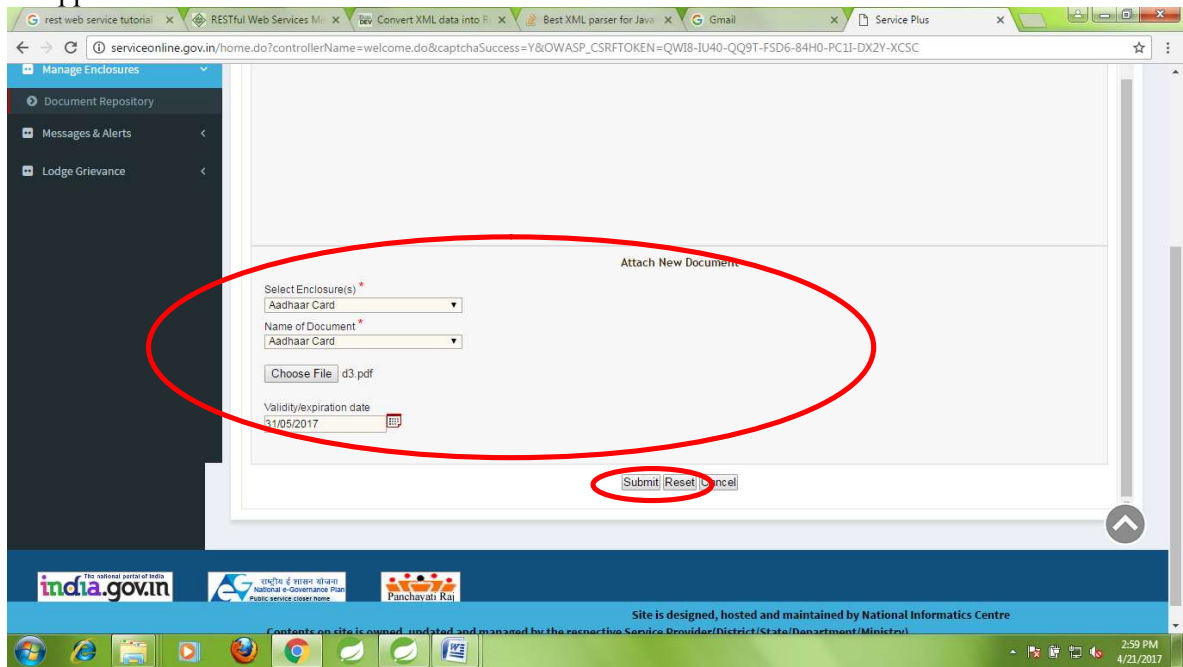 rest web service tutorial
RESTful Web Services M
Convert XML data into R
Best XML parser for Java
Gmail
Service Plus
serviceonline.gov.in/home.do?controllerName=welcome.do&captchaSuccess=Y&OWASP_CSRFTOKEN=QWI8-IU40-QQ9T-FSD6-84H0-PC1I-DX2Y-XCSC
Manage Enclosures
Document Repository
Messages & Alerts
Lodge Grievance
Attach New Document
Select Enclosure(s) *
Aadhaar Card
Name of Document *
Aadhaar Card
Choose File d3.pdf
Validity/expiration date
31/05/2017
Submit Reset Cancel
The national portal of India
india.gov.in
राष्ट्रीय ई शासन योजना
National e-Governance Plan
Public service closer home
Panchayati Raj
Site is designed, hosted and maintained by National Informatics Centre
Contents on site is owned, updated and managed by the respective Service Provider(District/State/Department/Ministry)
2:59 PM
4/21/2017